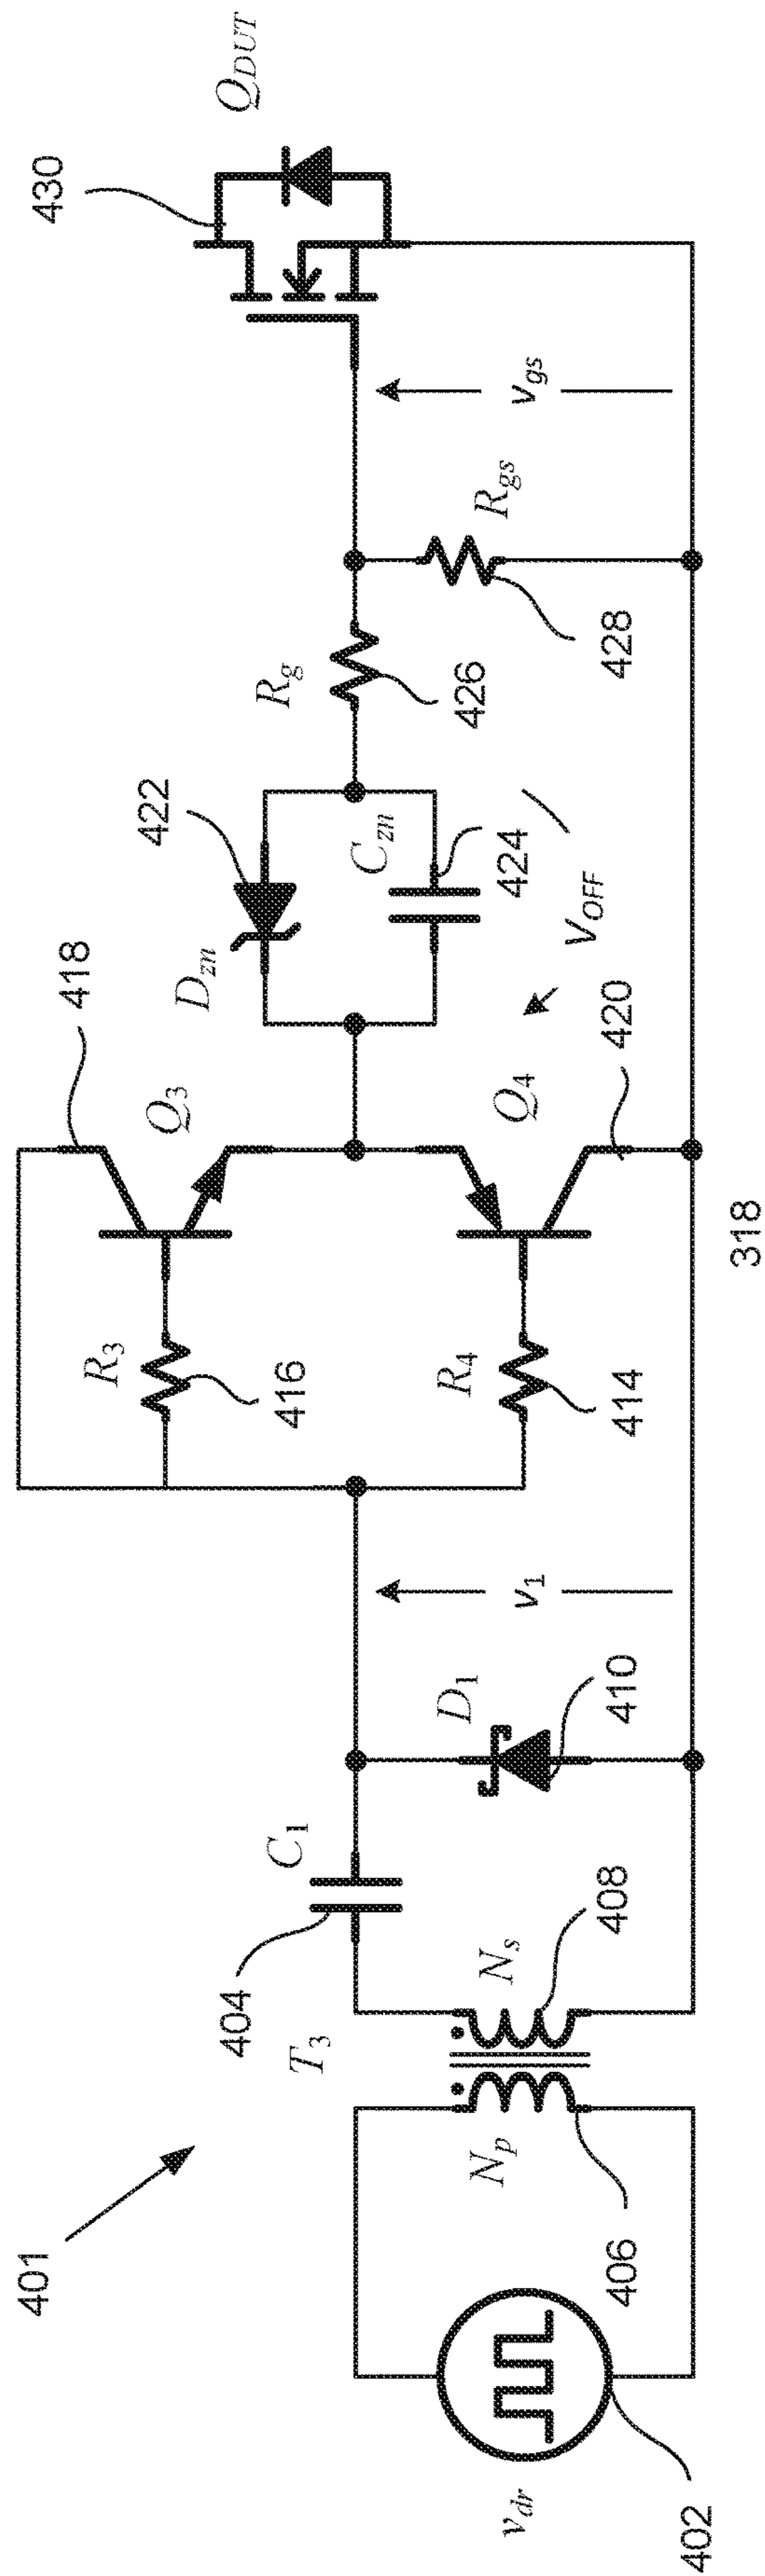 401
v_dr
402
N_p
406
T_3
N_s
408
404
C_1
D_1
410
v_1
R_3
416
R_4
414
318
Q_3
418
Q_4
420
V_OFF
D_zn
422
C_zn
424
R_g
426
R_gs
428
v_gs
430
Q_DUT